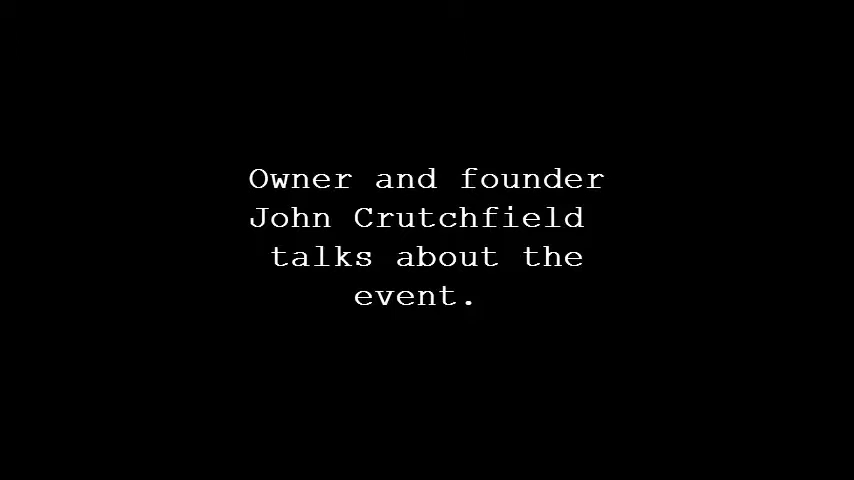 Owner and founder
John Crutchfield
talks about the
event.